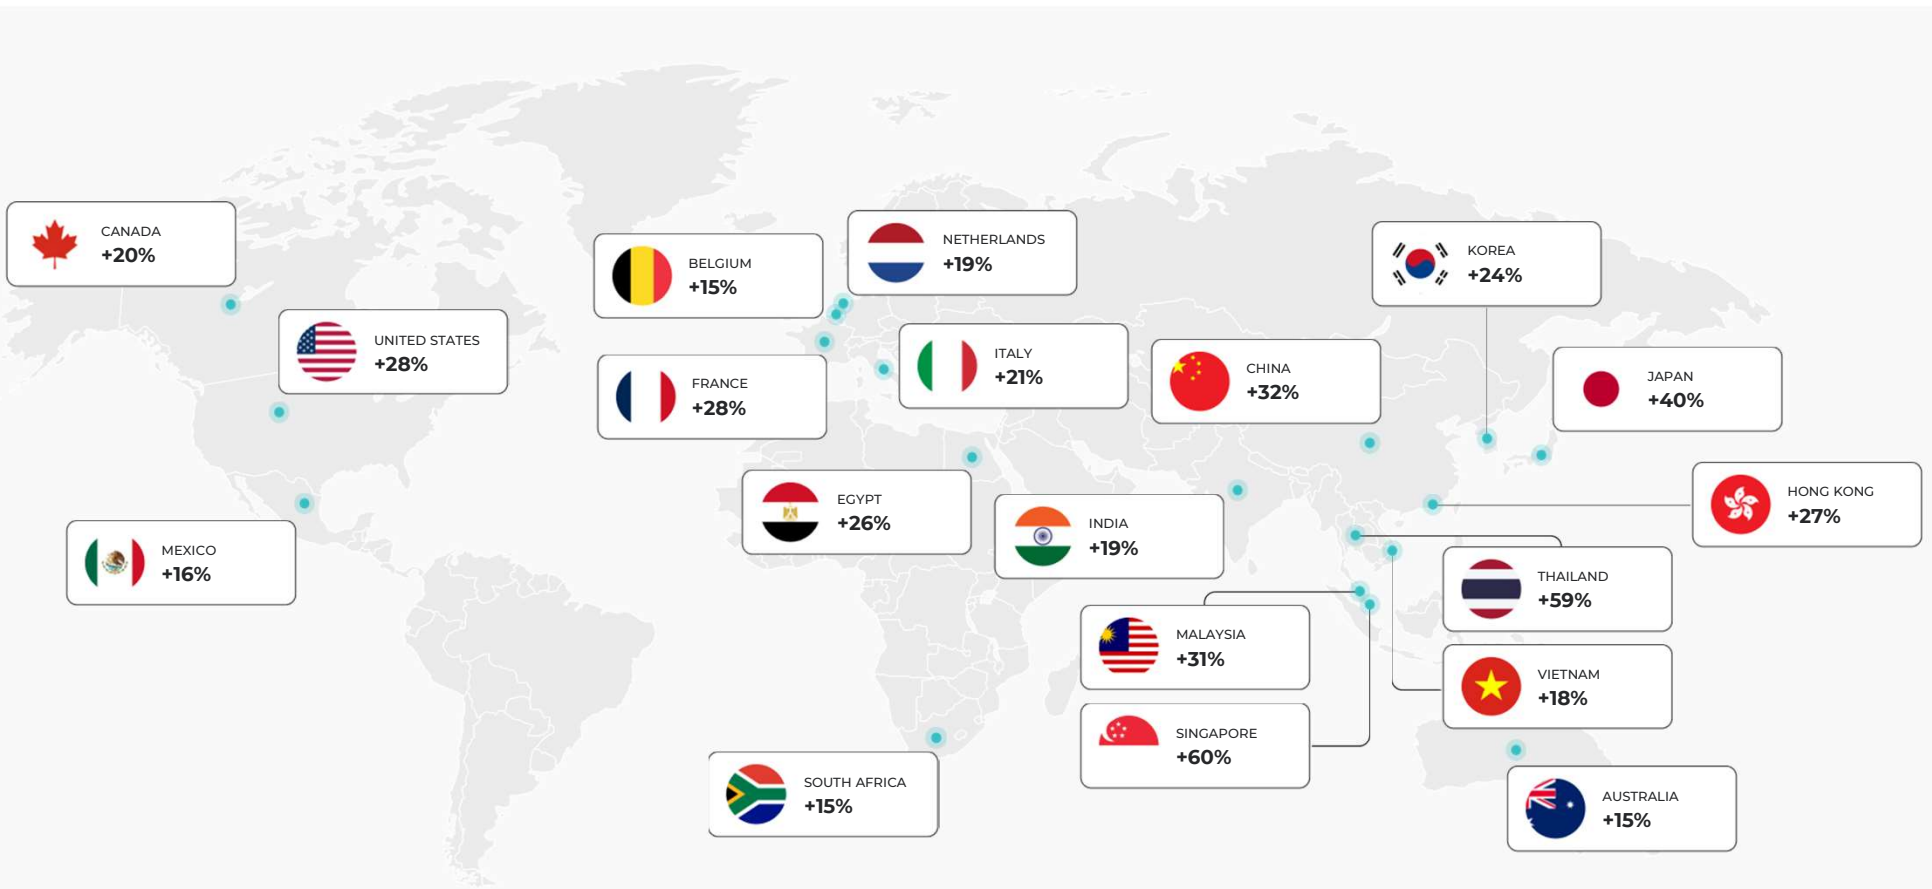 CANADA
+20%
UNITED STATES
+28%
MEXICO
+16%
BELGIUM
+15%
NETHERLANDS
+19%
FRANCE
+28%
ITALY
+21%
CHINA
+32%
KOREA
+24%
JAPAN
+40%
HONG KONG
+27%
EGYPT
+26%
INDIA
+19%
THAILAND
+59%
MALAYSIA
+31%
VIETNAM
+18%
SINGAPORE
+60%
SOUTH AFRICA
+15%
AUSTRALIA
+15%